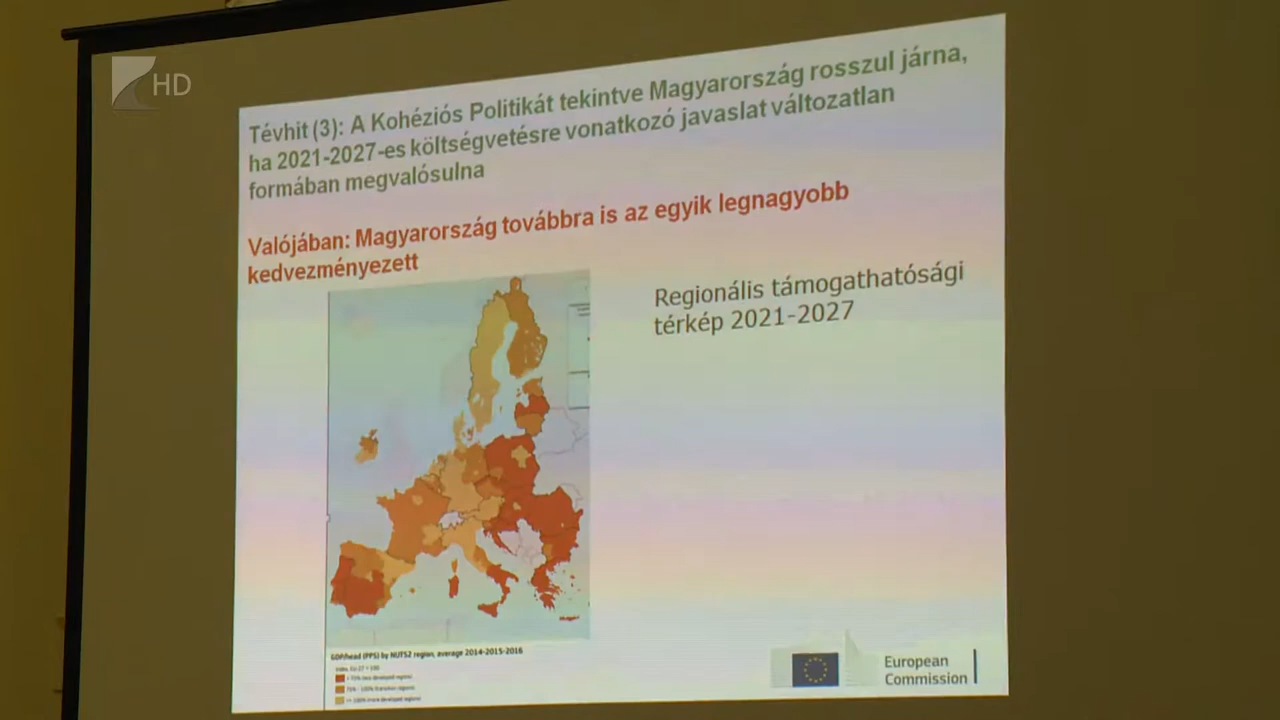 HD
Tévhit (3): A Kohéziós Politikát tekintve Magyarország rosszul járna,
ha 2021-2027-es költségvetésre vonatkozó javaslat változatlan
formában megvalósulna
Valójában: Magyarország továbbra is az egyik legnagyobb
kedvezményezett
Regionális támogathatósági
térkép 2021-2027
GDP/head (PPS) by NUTS2 region, average 2014-2015-2016
European
Commission